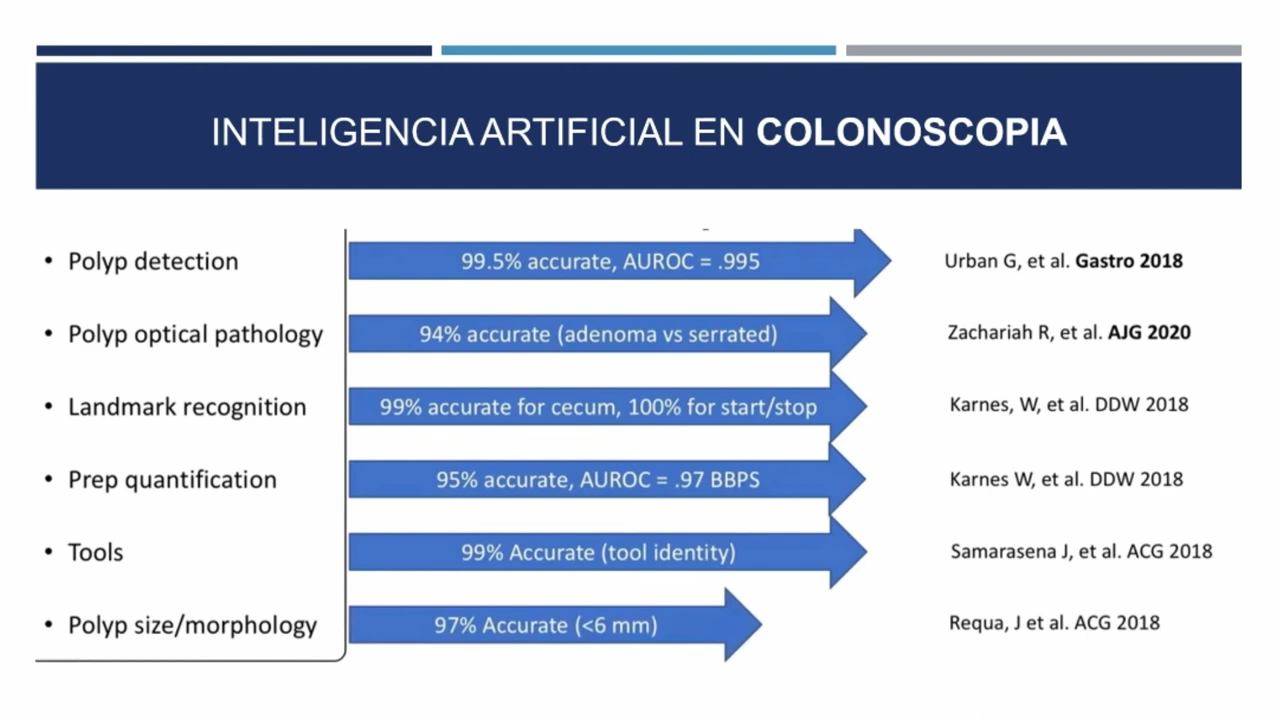 INTELIGENCIA ARTIFICIAL EN COLONOSCOPIA
• Polyp detection 99.5% accurate, AUROC = .995 Urban G, et al. Gastro 2018
• Polyp optical pathology 94% accurate (adenoma vs serrated) Zachariah R, et al. AJG 2020
• Landmark recognition 99% accurate for cecum, 100% for start/stop Karnes, W, et al. DDW 2018
• Prep quantification 95% accurate, AUROC = .97 BBPS Karnes W, et al. DDW 2018
• Tools 99% Accurate (tool identity) Samarasena J, et al. ACG 2018
• Polyp size/morphology 97% Accurate (<6 mm) Requa, J et al. ACG 2018